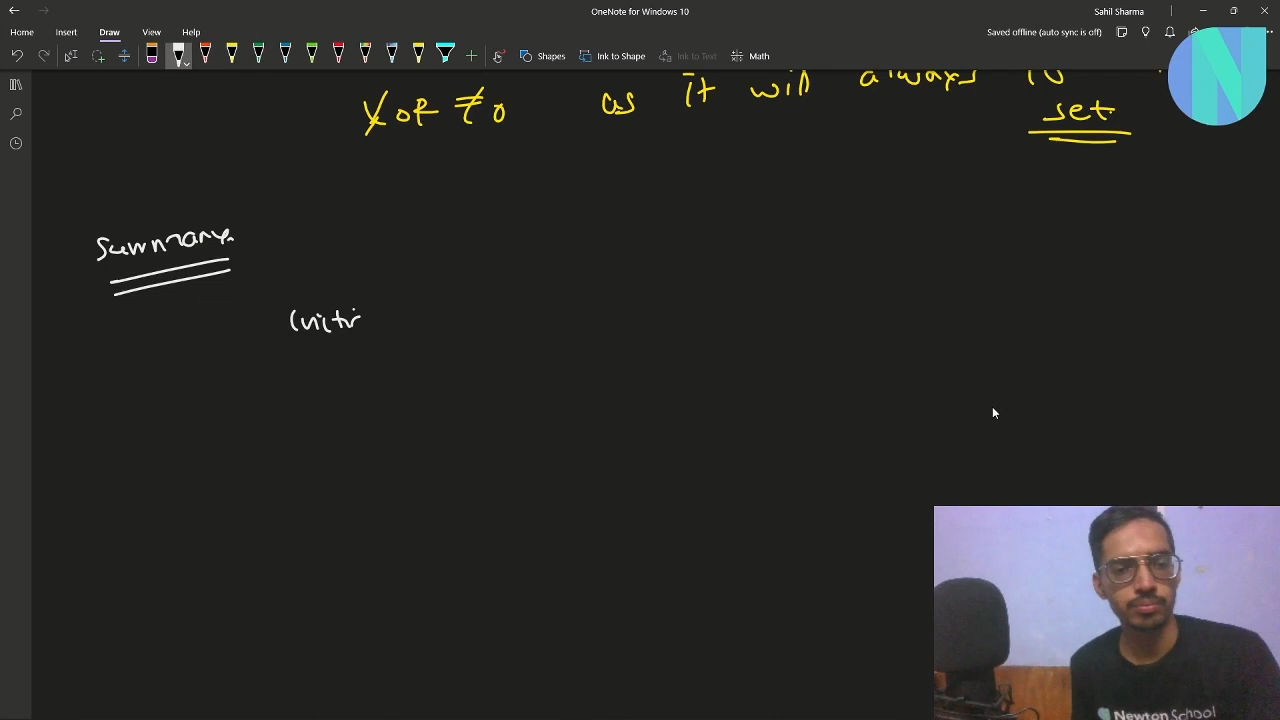 OneNote for Windows 10
Sahil Sharma
Home Insert Draw View Help
Saved offline (auto sync is off)
Shapes Ink to Shape Ink to Text Math
as it will always
XOR ≠ 0
set
Summary
Newton School